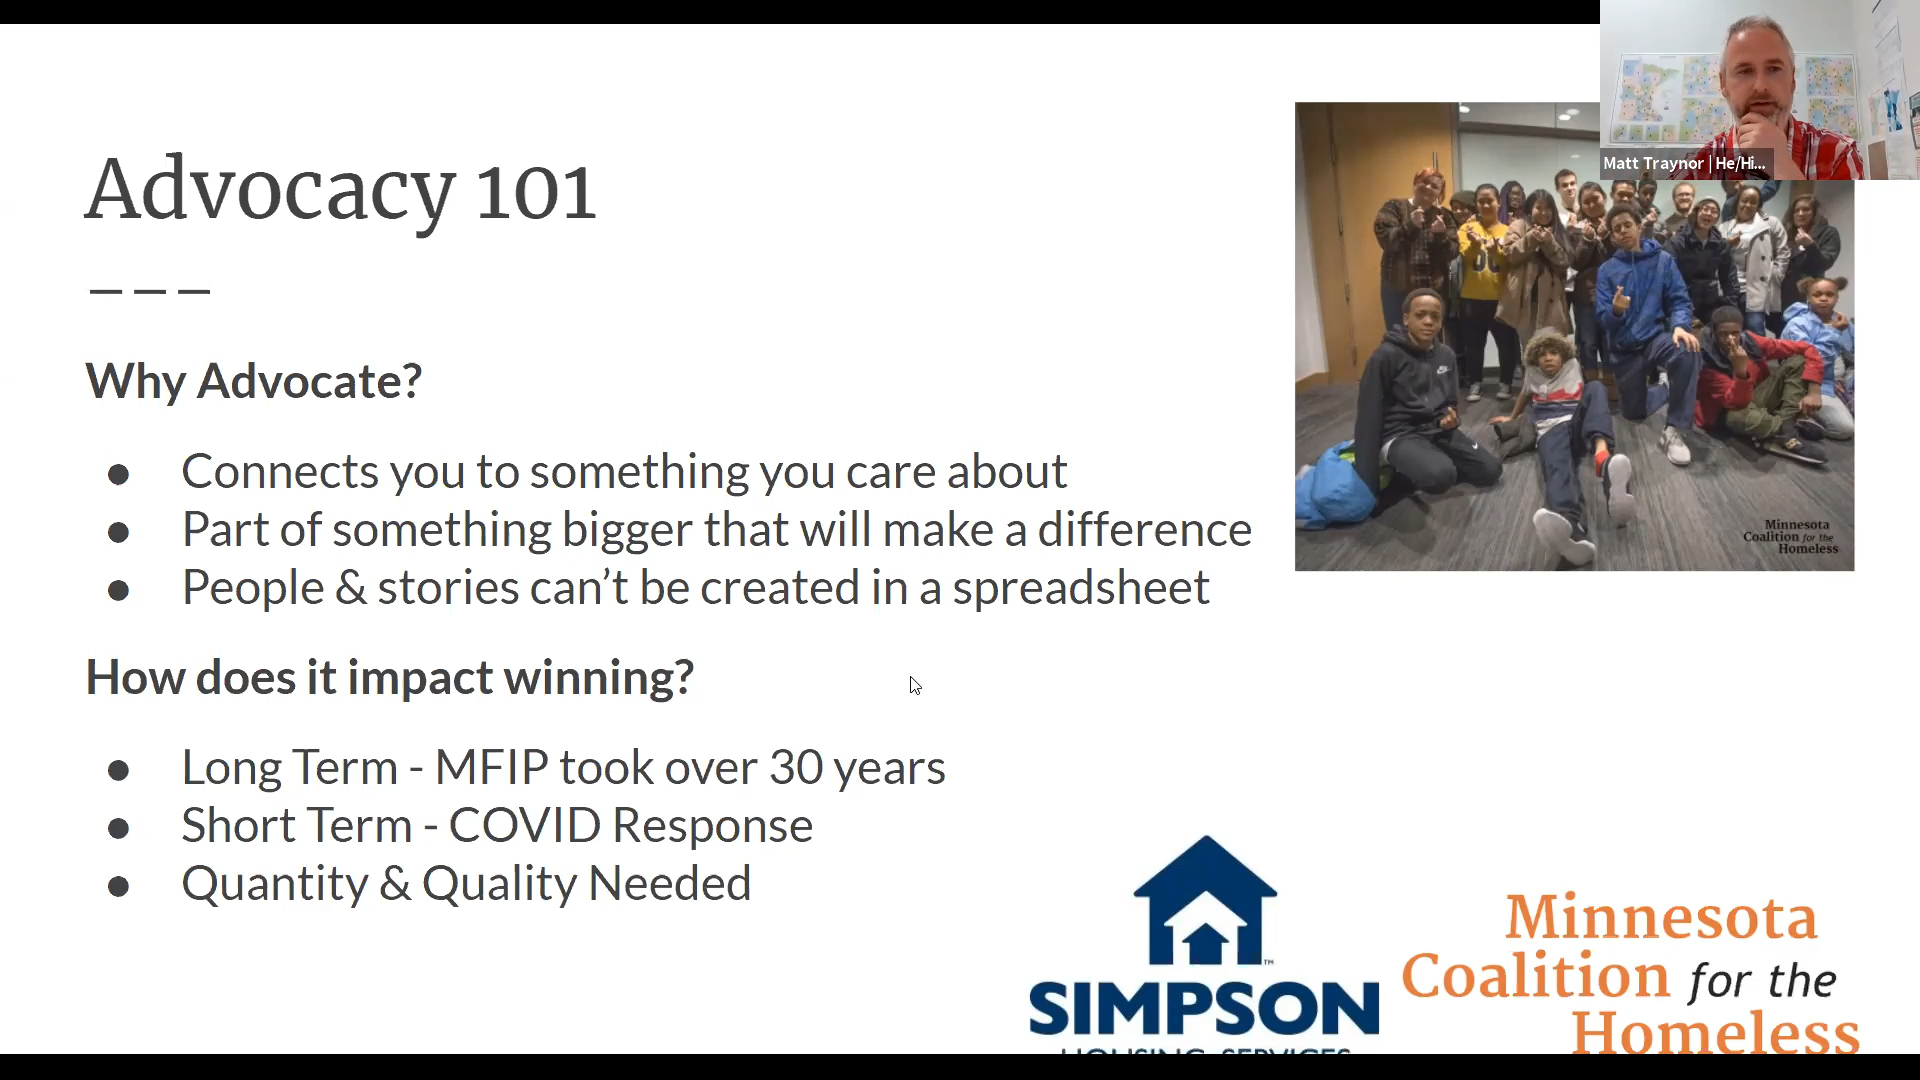 Advocacy 101
Why Advocate?
● Connects you to something you care about
● Part of something bigger that will make a difference
● People & stories can’t be created in a spreadsheet
How does it impact winning?
● Long Term - MFIP took over 30 years
● Short Term - COVID Response
● Quantity & Quality Needed
Matt Traynor | He/Hi...
Minnesota
Coalition for the
Homeless
SIMPSON
HOUSING SERVICES
Minnesota
Coalition for the
Homeless